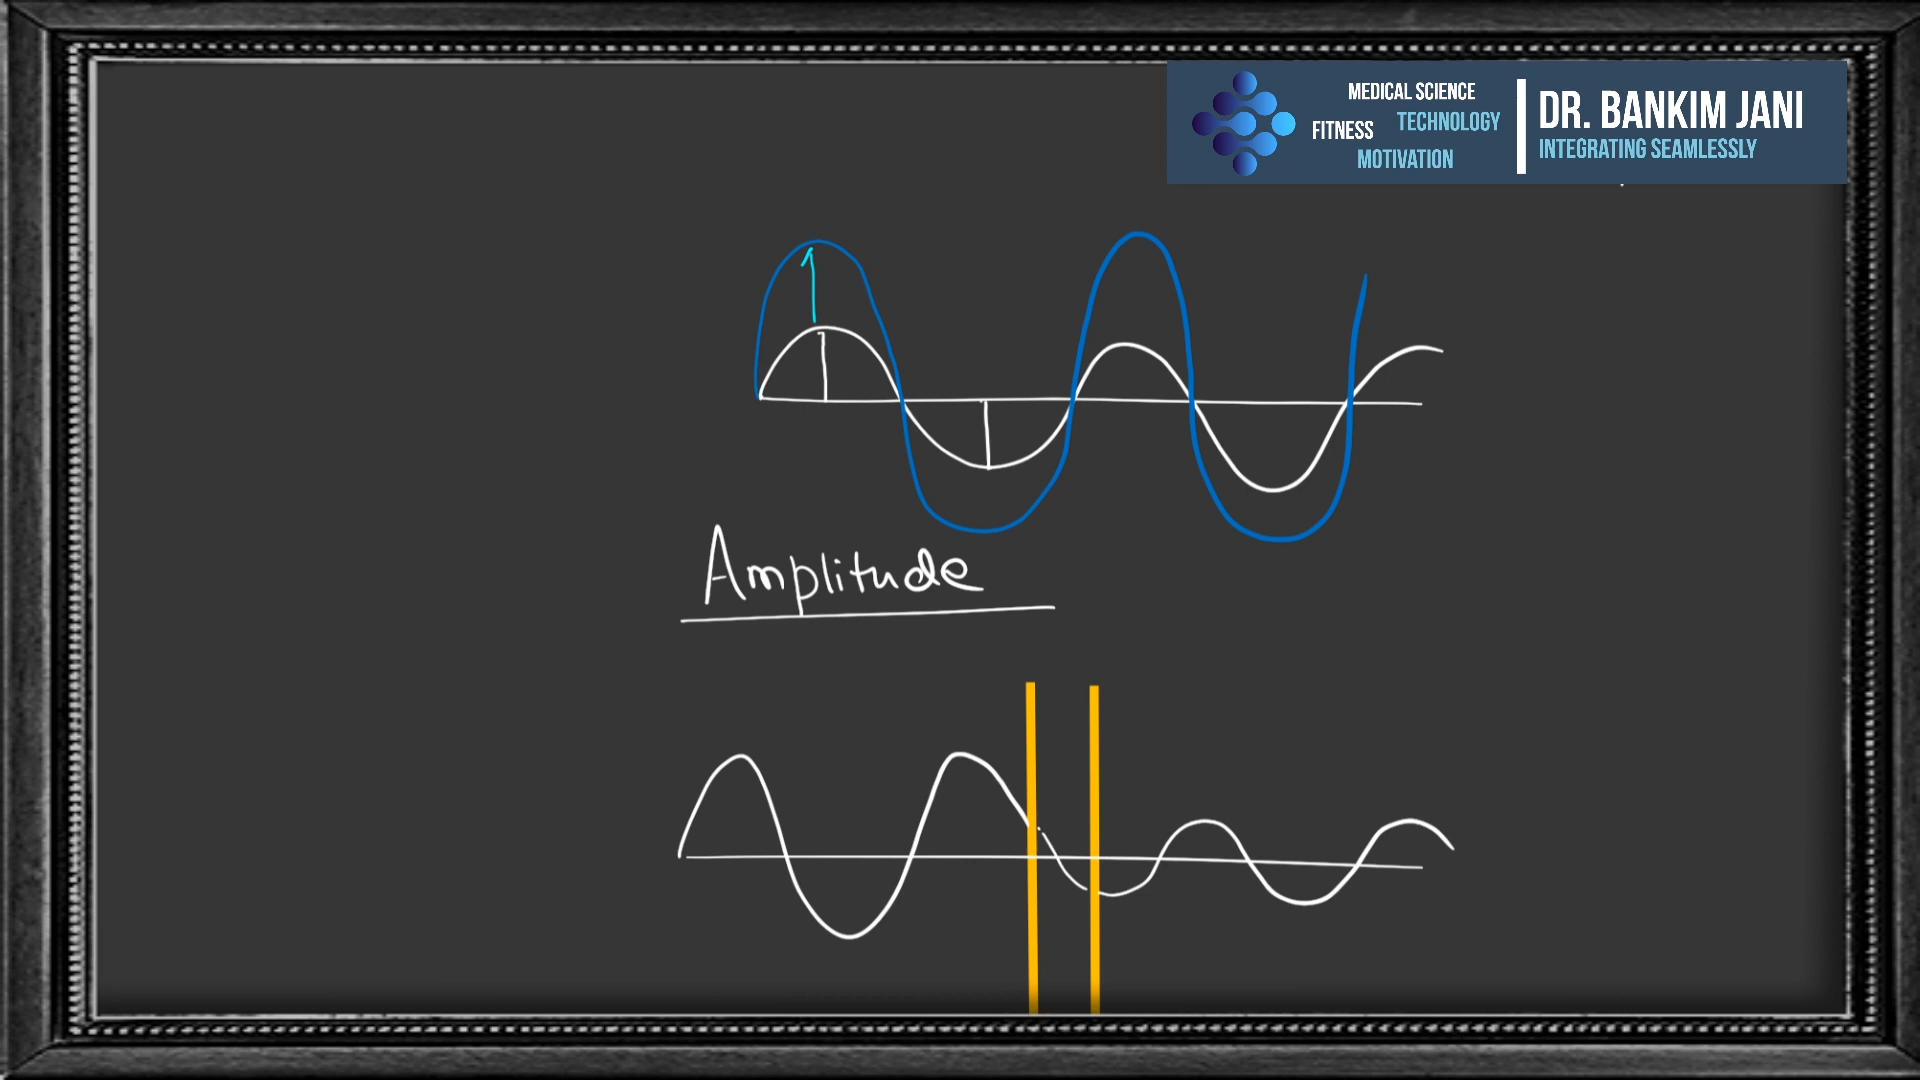 MEDICAL SCIENCE
FITNESS TECHNOLOGY
MOTIVATION
DR. BANKIM JANI
INTEGRATING SEAMLESSLY
Amplitude